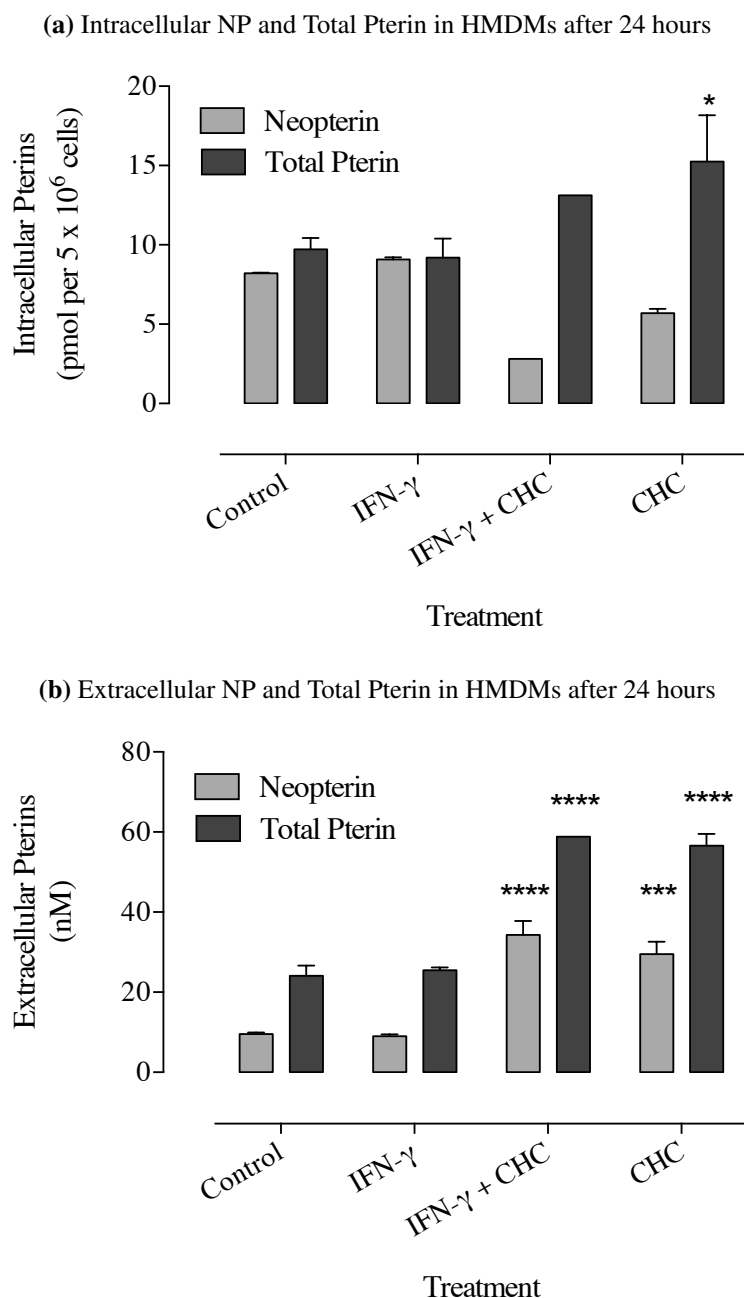 (a) Intracellular NP and Total Pterin in HMDMs after 24 hours
Intracellular Pterins
(pmol per 5 x 10⁶ cells)
20
15
10
5
0
Neopterin
Total Pterin
*
Control
IFN-γ
IFN-γ + CHC
CHC
Treatment
(b) Extracellular NP and Total Pterin in HMDMs after 24 hours
Extracellular Pterins
(nM)
80
60
40
20
0
Neopterin
Total Pterin
****
****
***
****
Control
IFN-γ
IFN-γ + CHC
CHC
Treatment